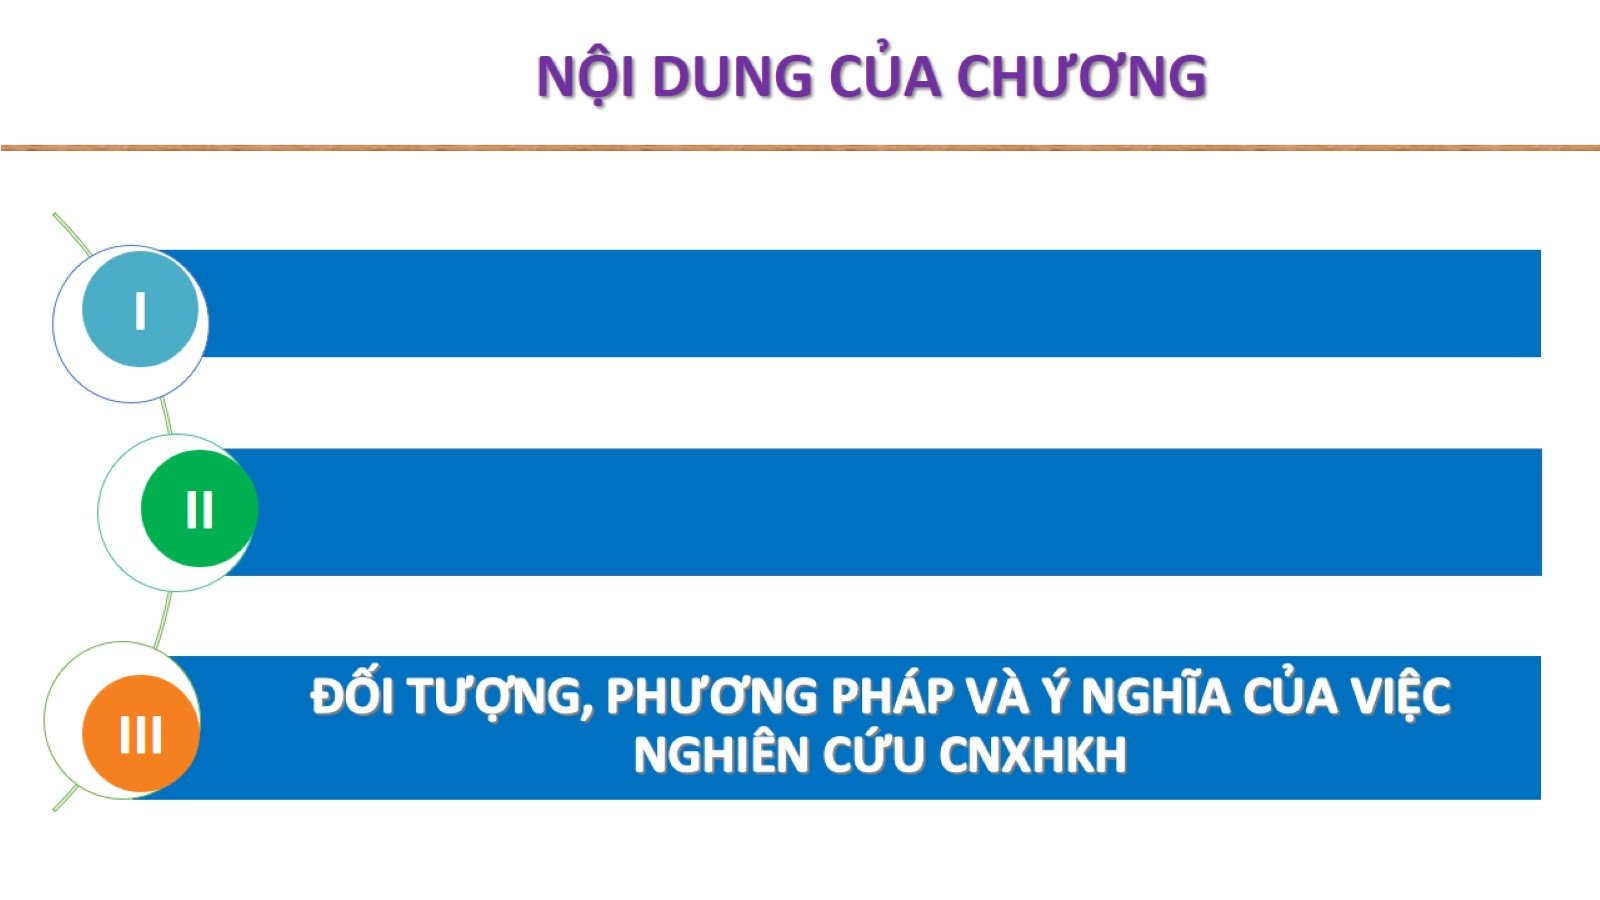 NỘI DUNG CỦA CHƯƠNG
I
II
III
ĐỐI TƯỢNG, PHƯƠNG PHÁP VÀ Ý NGHĨA CỦA VIỆC
NGHIÊN CỨU CNXHKH